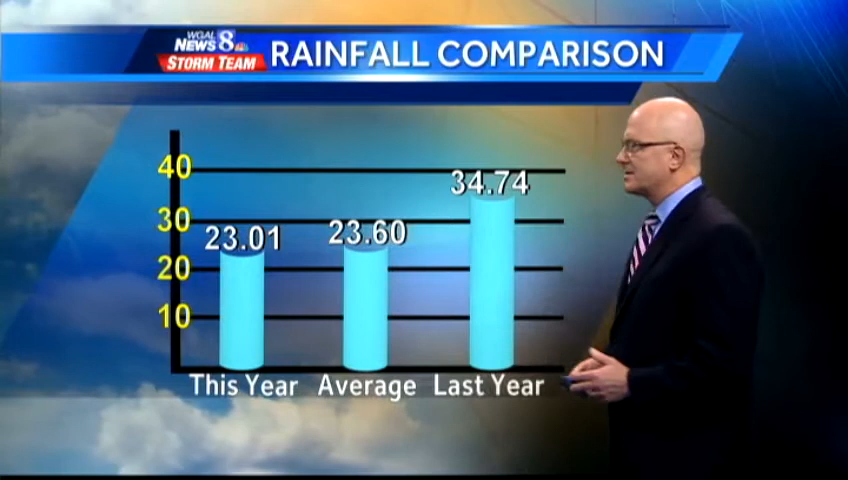 WGAL
NEWS 8
STORM TEAM
RAINFALL COMPARISON
40
30
20
10
23.01
23.60
34.74
This Year
Average
Last Year